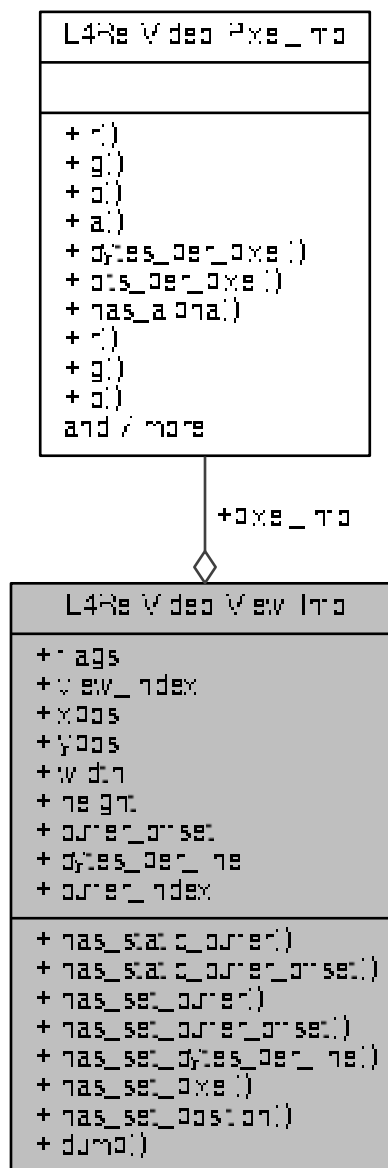 L4Re::Video::Pixel_info
+ r()
+ g()
+ b()
+ a()
+ bytes_per_pixel()
+ bits_per_pixel()
+ has_alpha()
+ r()
+ g()
+ b()
and 7 more...
+pixel_info
L4Re::Video::View::Info
+ flags
+ view_index
+ xpos
+ ypos
+ width
+ height
+ buffer_offset
+ bytes_per_line
+ buffer_index
+ has_static_buffer()
+ has_static_buffer_offset()
+ has_set_buffer()
+ has_set_buffer_offset()
+ has_set_bytes_per_line()
+ has_set_pixel()
+ has_set_position()
+ dump()